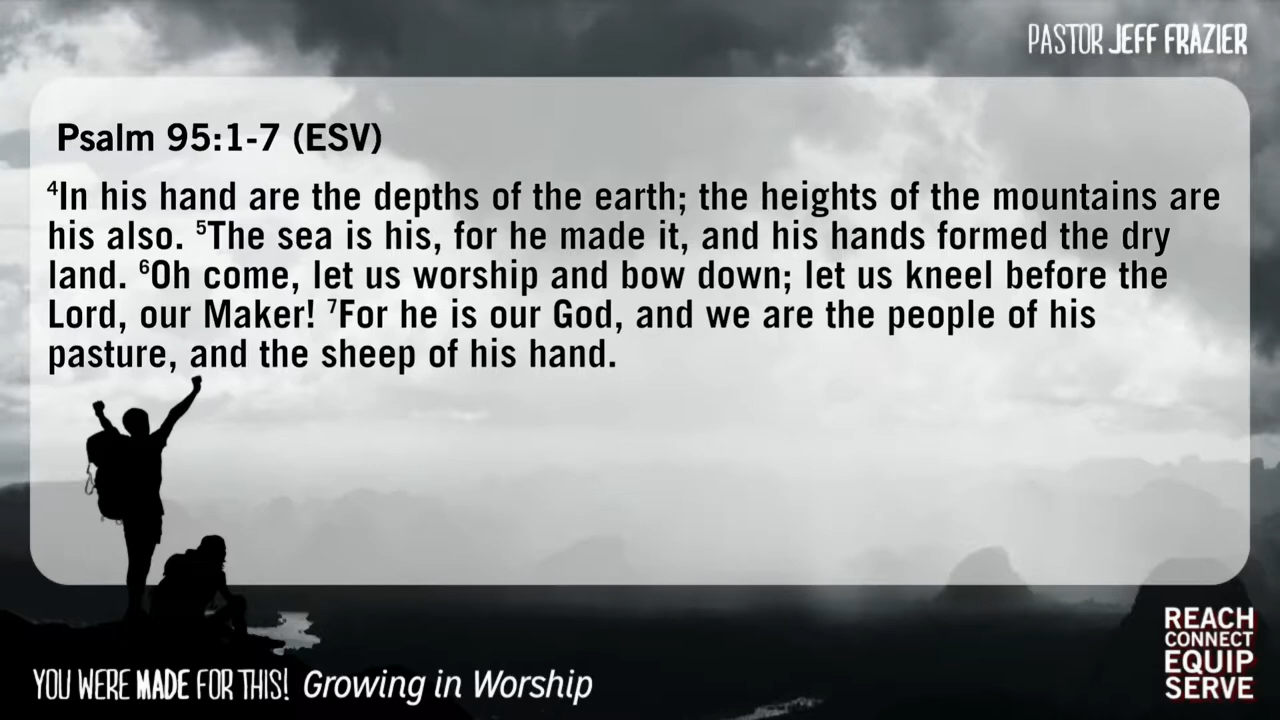 PASTOR JEFF FRAZIER
Psalm 95:1-7 (ESV)
⁴In his hand are the depths of the earth; the heights of the mountains are
his also. ⁵The sea is his, for he made it, and his hands formed the dry
land. ⁶Oh come, let us worship and bow down; let us kneel before the
Lord, our Maker! ⁷For he is our God, and we are the people of his
pasture, and the sheep of his hand.
YOU WERE MADE FOR THIS! Growing in Worship
REACH
CONNECT
EQUIP
SERVE